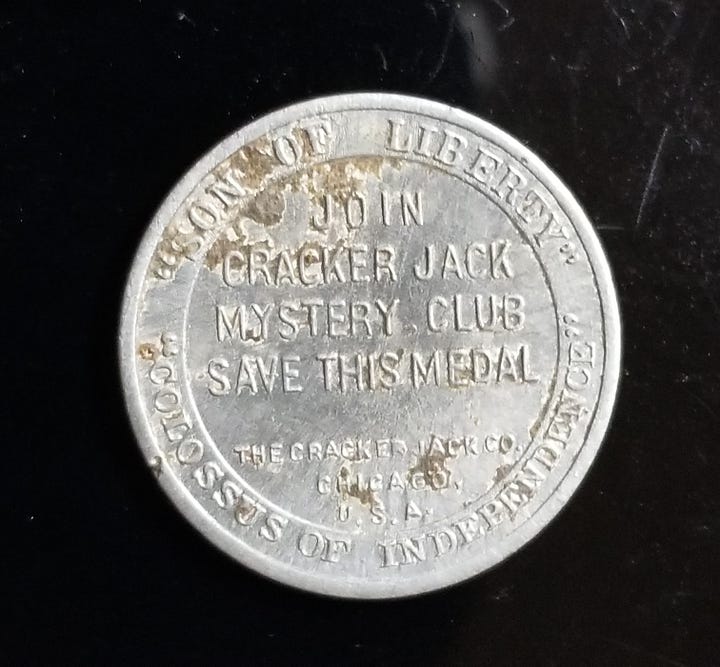 "SON OF LIBERTY"
JOIN
CRACKER JACK
MYSTERY CLUB
SAVE THIS MEDAL
THE CRACKER JACK CO.
CHICAGO,
U.S.A.
"COLOSSUS OF INDEPENDENCE"